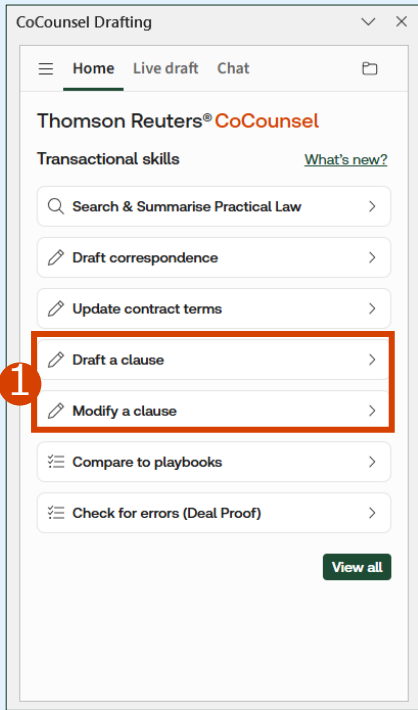 CoCounsel Drafting
Home Live draft Chat
Thomson Reuters® CoCounsel
Transactional skills What's new?
Search & Summarise Practical Law
Draft correspondence
Update contract terms
Draft a clause
1
Modify a clause
Compare to playbooks
Check for errors (Deal Proof)
View all